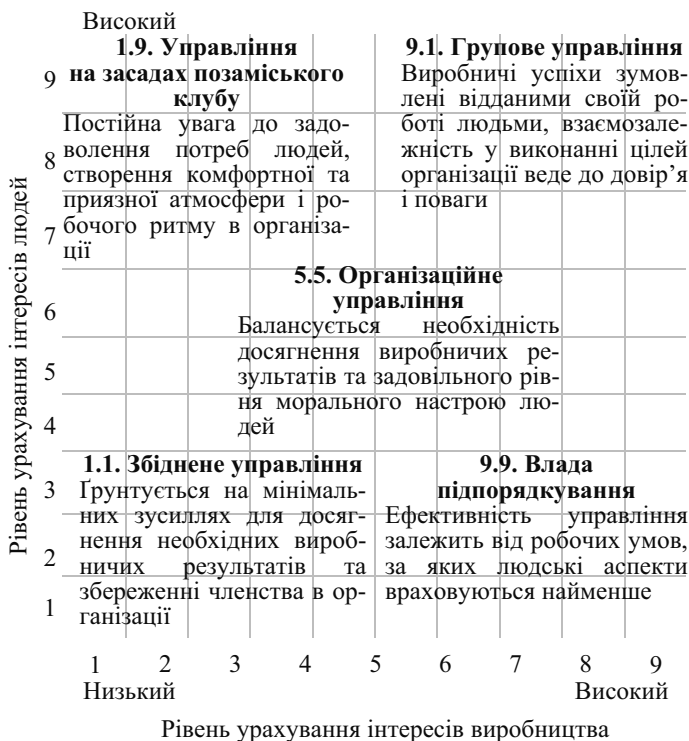 Високий
1.9. Управління
на засадах позаміського
клубу
Постійна увага до задо-
волення потреб людей,
створення комфортної та
приязної атмосфери і ро-
бочого ритму в організа-
ції
9.1. Групове управління
Виробничі успіхи зумов-
лені відданими своїй ро-
боті людьми, взаємозале-
жність у виконанні цілей
організації веде до довір’я
і поваги
5.5. Організаційне
управління
Балансується необхідність
досягнення виробничих ре-
зультатів та задовільного рів-
ня морального настрою лю-
дей
1.1. Збіднене управління
Ґрунтується на мінімаль-
них зусиллях для досяг-
нення необхідних вироб-
ничих результатів та
збереженні членства в ор-
ганізації
9.9. Влада
підпорядкування
Ефективність управління
залежить від робочих умов,
за яких людські аспекти
враховуються найменше
Рівень урахування інтересів людей
9
8
7
6
5
4
3
2
1
1 2 3 4 5 6 7 8 9
Низький Високий
Рівень урахування інтересів виробництва